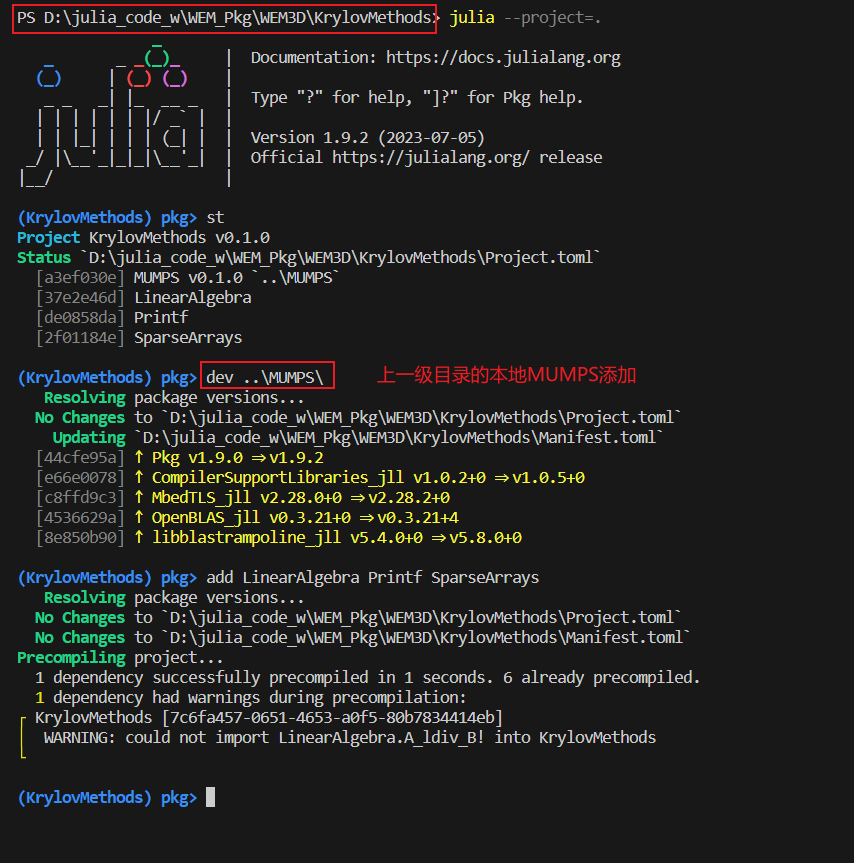 PS D:\julia_code_w\WEM_Pkg\WEM3D\KrylovMethods> julia --project=.
Documentation: https://docs.julialang.org
Type "?" for help, "]?" for Pkg help.
Version 1.9.2 (2023-07-05)
Official https://julialang.org/ release
(KrylovMethods) pkg> st
Project KrylovMethods v0.1.0
Status `D:\julia_code_w\WEM_Pkg\WEM3D\KrylovMethods\Project.toml`
[a3ef030e] MUMPS v0.1.0 `..\MUMPS`
[37e2e46d] LinearAlgebra
[de0858da] Printf
[2f01184e] SparseArrays
(KrylovMethods) pkg> dev ..\MUMPS\ 上一级目录的本地MUMPS添加
Resolving package versions...
No Changes to `D:\julia_code_w\WEM_Pkg\WEM3D\KrylovMethods\Project.toml`
Updating `D:\julia_code_w\WEM_Pkg\WEM3D\KrylovMethods\Manifest.toml`
[44cfe95a] ↑ Pkg v1.9.0 ⇒ v1.9.2
[e66e0078] ↑ CompilerSupportLibraries_jll v1.0.2+0 ⇒ v1.0.5+0
[c8ffd9c3] ↑ MbedTLS_jll v2.28.0+0 ⇒ v2.28.2+0
[4536629a] ↑ OpenBLAS_jll v0.3.21+0 ⇒ v0.3.21+4
[8e850b90] ↑ libblastrampoline_jll v5.4.0+0 ⇒ v5.8.0+0
(KrylovMethods) pkg> add LinearAlgebra Printf SparseArrays
Resolving package versions...
No Changes to `D:\julia_code_w\WEM_Pkg\WEM3D\KrylovMethods\Project.toml`
No Changes to `D:\julia_code_w\WEM_Pkg\WEM3D\KrylovMethods\Manifest.toml`
Precompiling project...
1 dependency successfully precompiled in 1 seconds. 6 already precompiled.
1 dependency had warnings during precompilation:
┌ KrylovMethods [7c6fa457-0651-4653-a0f5-80b7834414eb]
│ WARNING: could not import LinearAlgebra.A_ldiv_B! into KrylovMethods
└
(KrylovMethods) pkg>